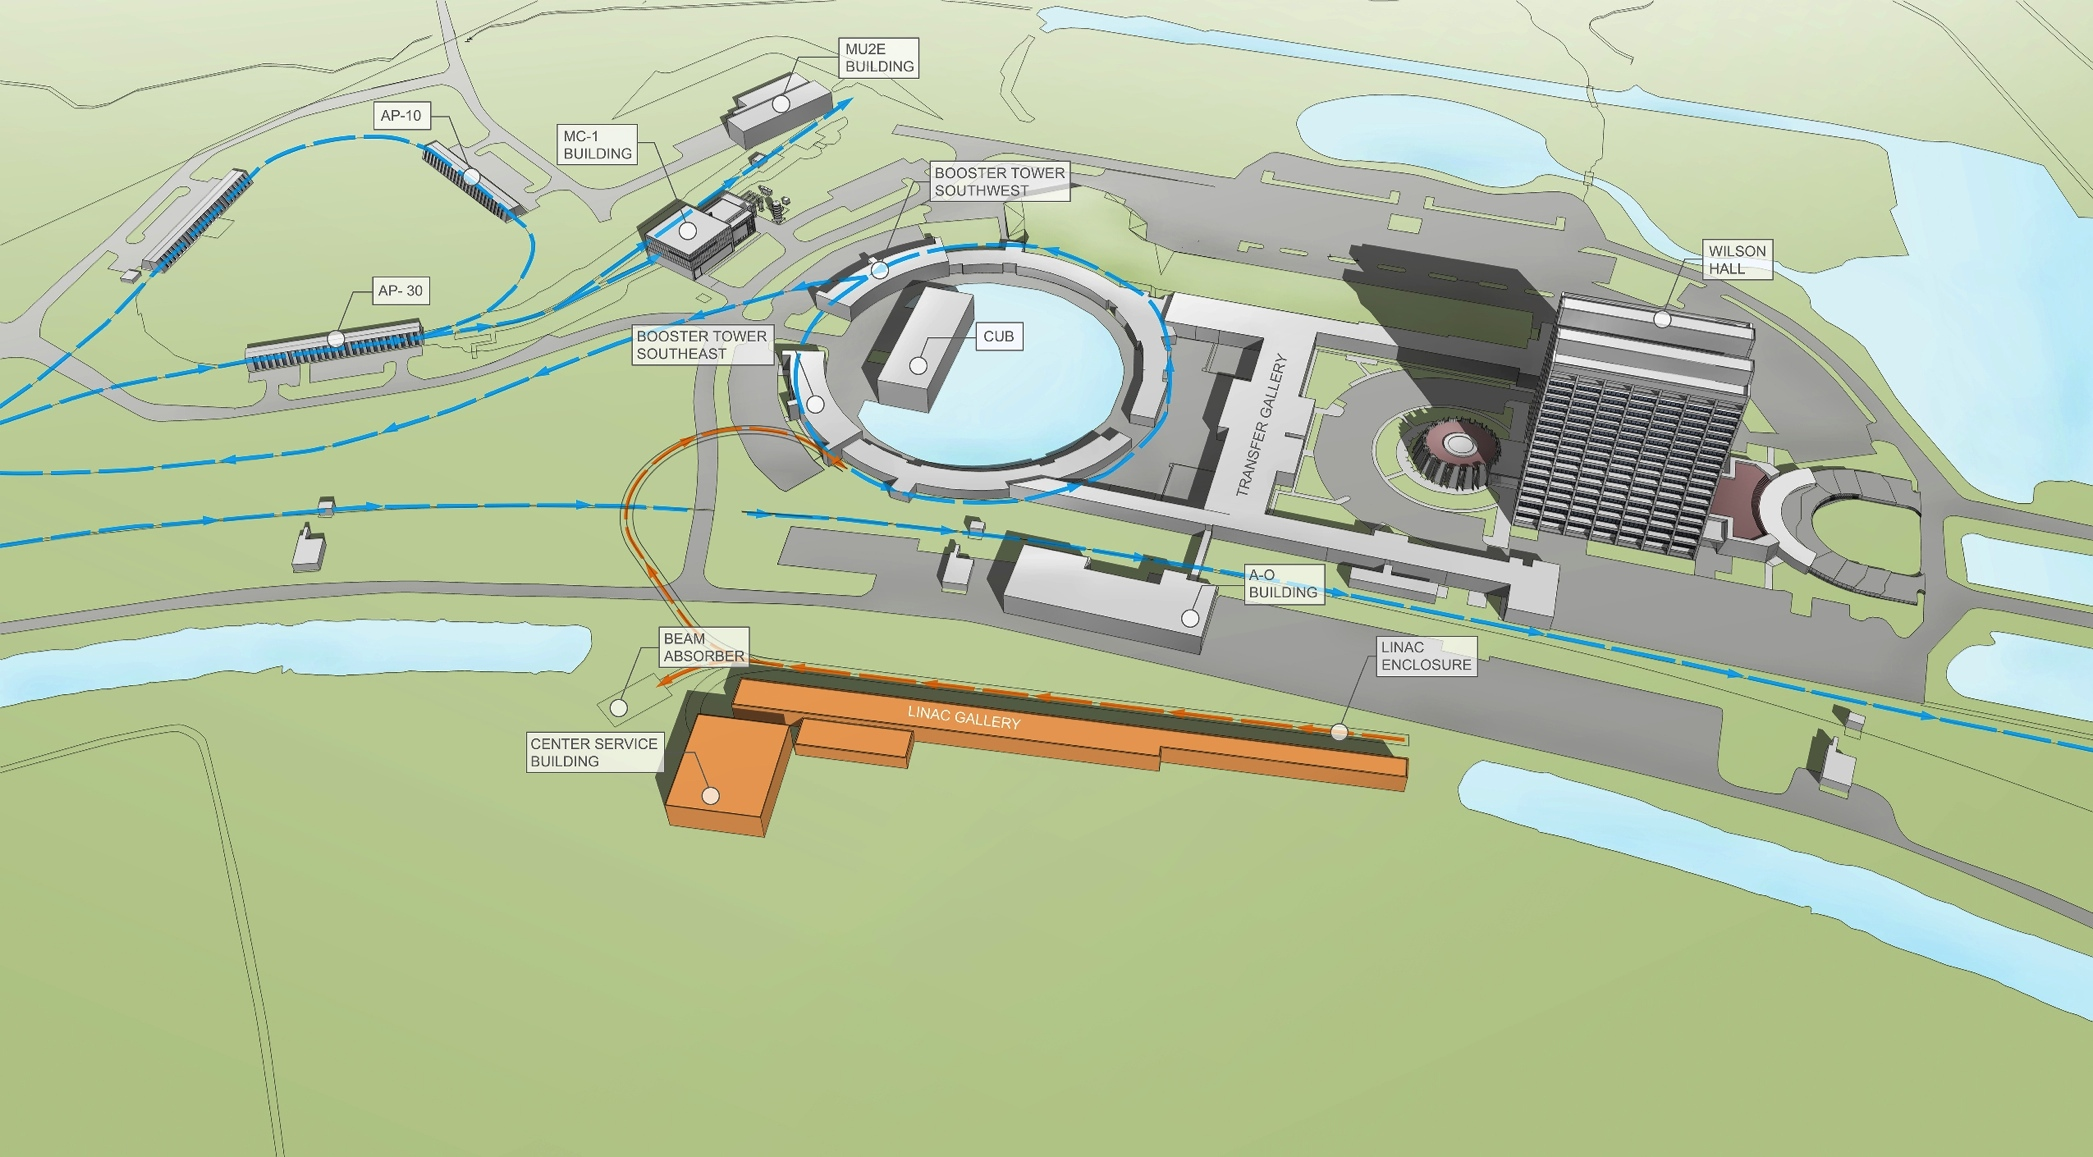 MU2E
BUILDING
AP-10
MC-1
BUILDING
BOOSTER TOWER
SOUTHWEST
WILSON
HALL
AP- 30
BOOSTER TOWER
SOUTHEAST
CUB
TRANSFER GALLERY
A-O
BUILDING
BEAM
ABSORBER
LINAC
ENCLOSURE
LINAC GALLERY
CENTER SERVICE
BUILDING